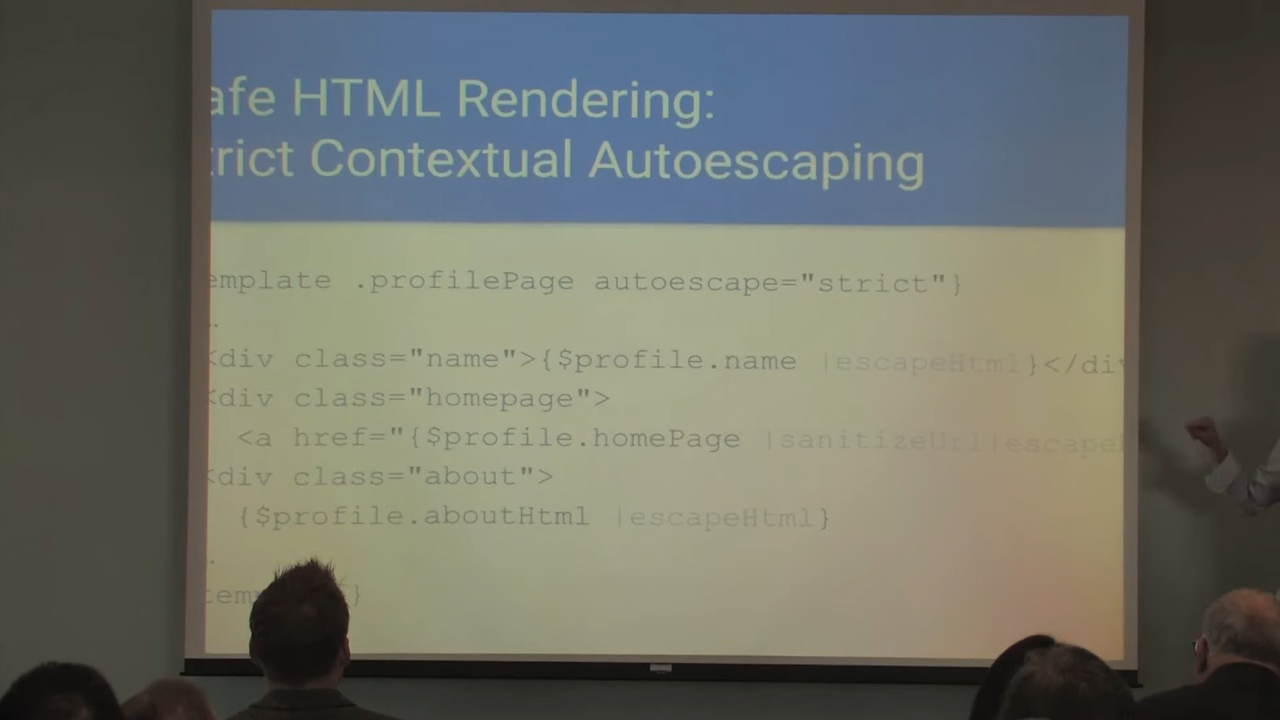 afe HTML Rendering:
trict Contextual Autoescaping
emplate .profilePage autoescape="strict"}
<div class="name">{$profile.name |escapeHtml}</div
<div class="homepage">
<a href="{$profile.homePage |sanitizeUrl|escape
<div class="about">
{$profile.aboutHtml |escapeHtml}